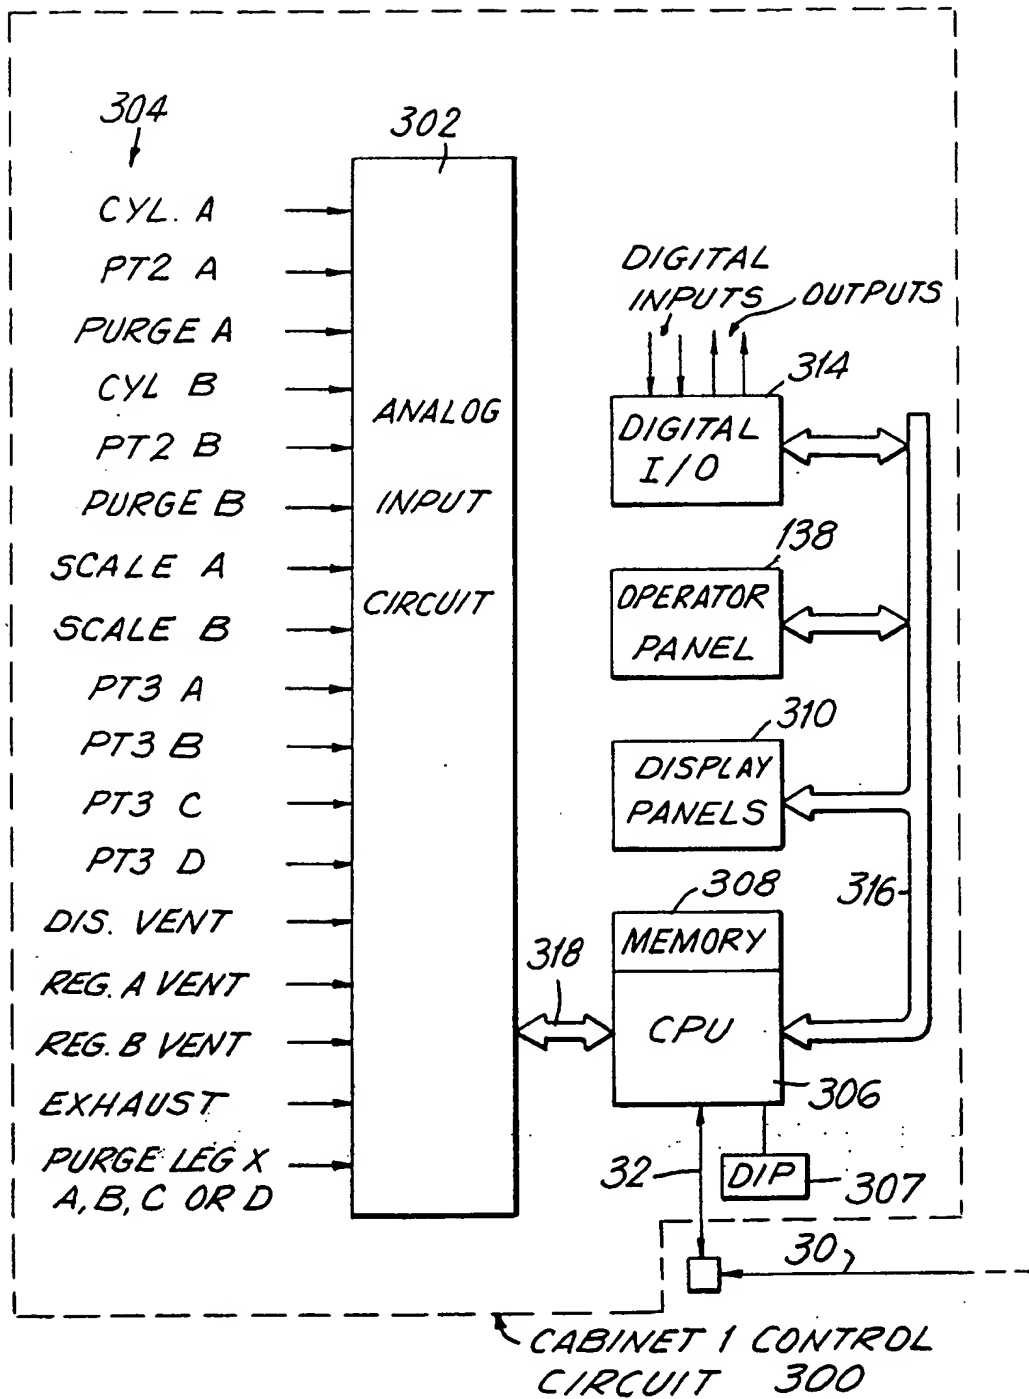 304
302
CYL. A
PT2 A
PURGE A
CYL B
PT2 B
PURGE B
SCALE A
SCALE B
PT3 A
PT3 B
PT3 C
PT3 D
DIS. VENT
REG. A VENT
REG. B VENT
EXHAUST
PURGE LEG X
A, B, C OR D
ANALOG
INPUT
CIRCUIT
DIGITAL
INPUTS
OUTPUTS
314
DIGITAL
I/O
138
OPERATOR
PANEL
310
DISPLAY
PANELS
316
308
MEMORY
318
CPU
306
32
DIP
307
30
CABINET 1 CONTROL
CIRCUIT 300